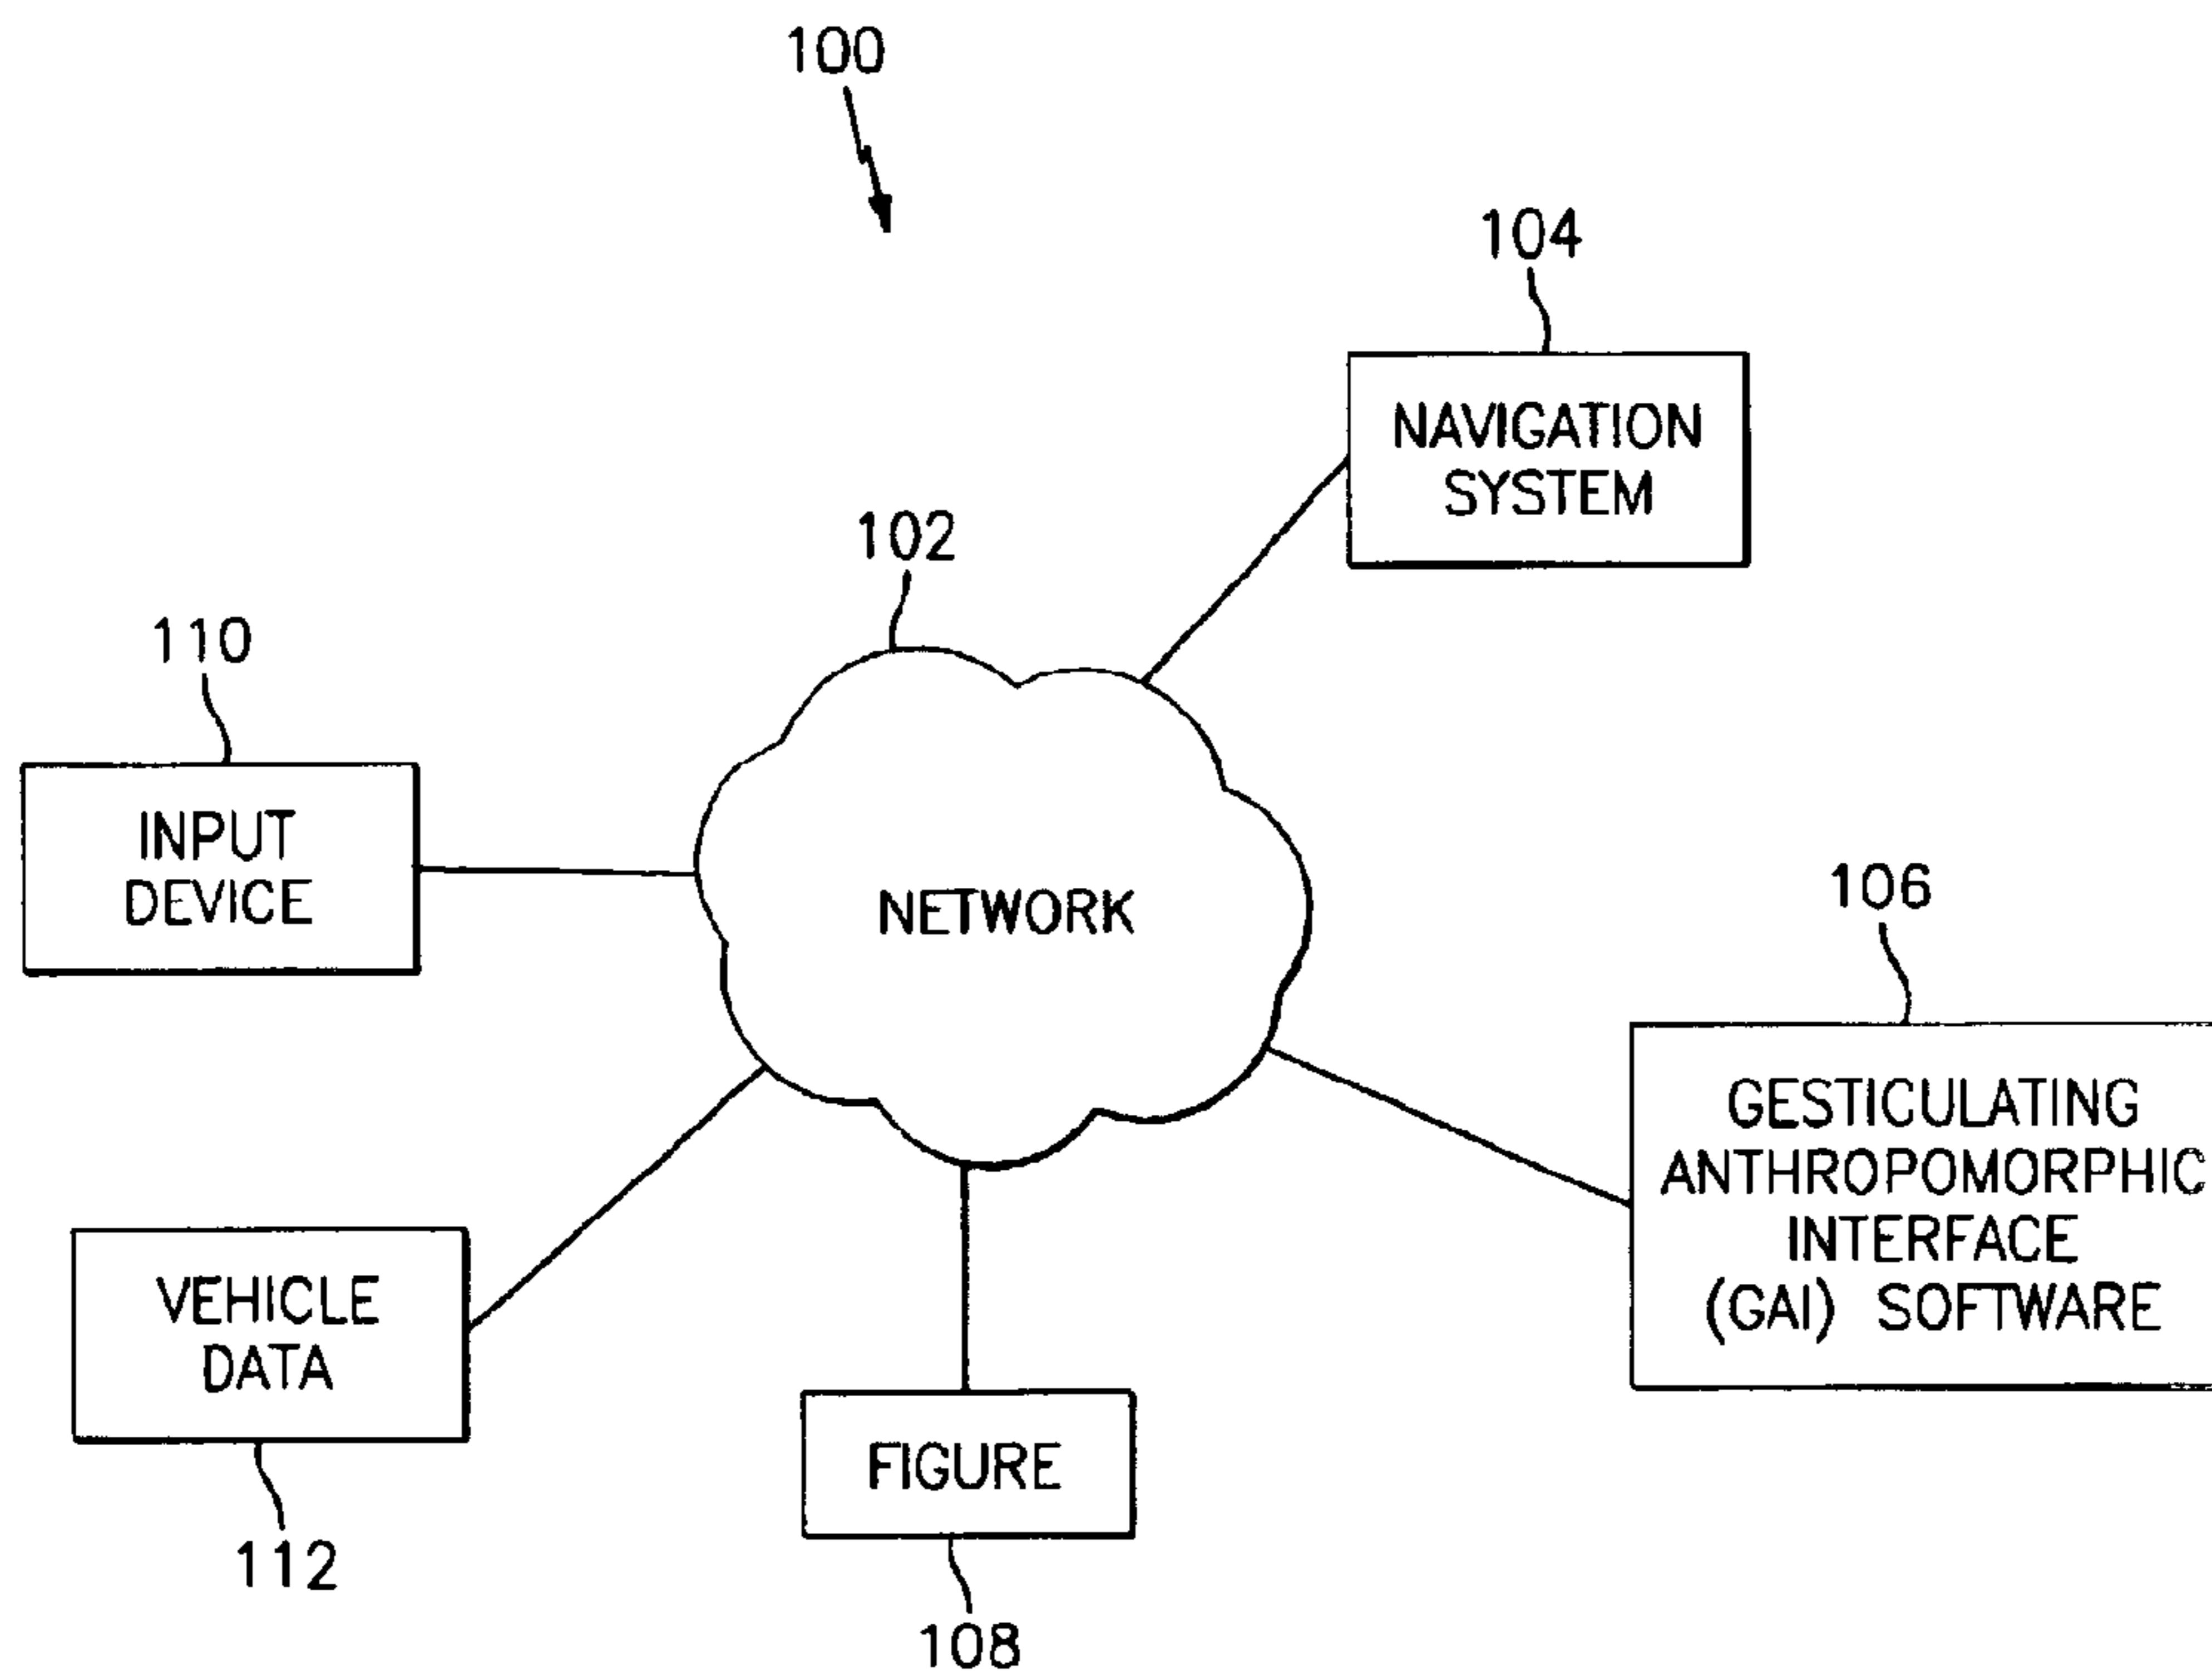 100
104
NAVIGATION
SYSTEM
102
110
INPUT
DEVICE
NETWORK
106
GESTICULATING
ANTHROPOMORPHIC
INTERFACE
(GAI) SOFTWARE
VEHICLE
DATA
FIGURE
112
108